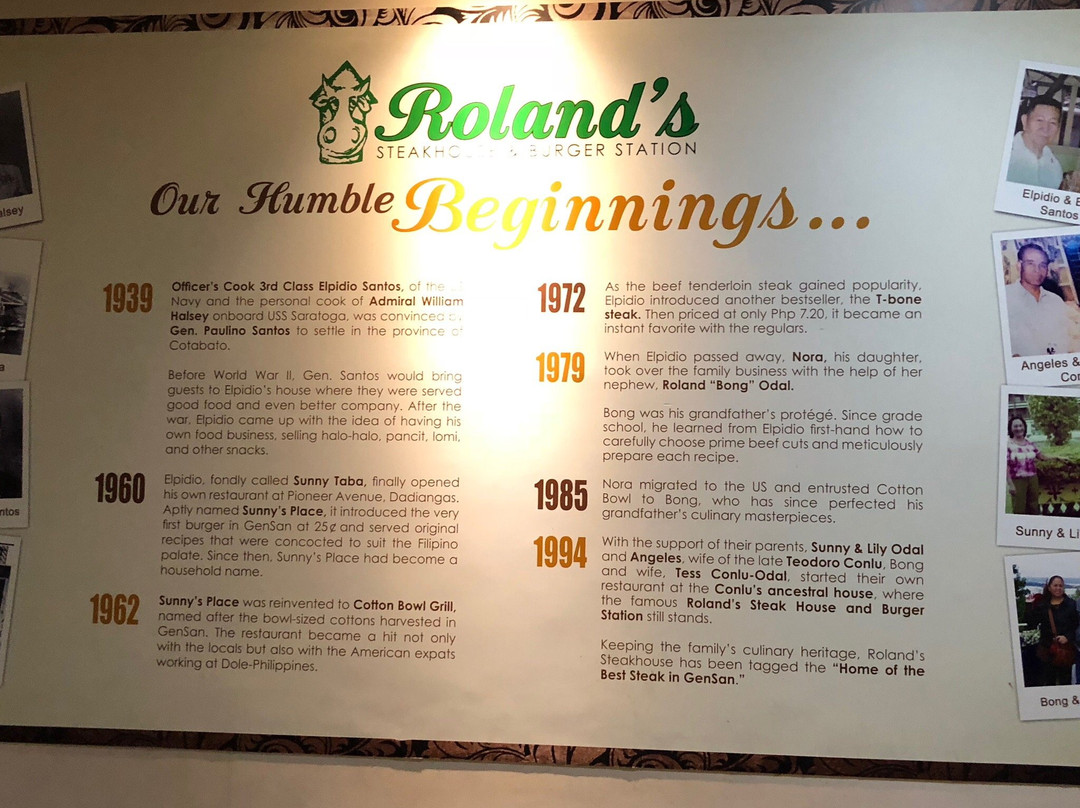 Roland's
STEAKHOUSE & BURGER STATION
Our Humble Beginnings...
1939
Officer's Cook 3rd Class Elpidio Santos, of the US
Navy and the personal cook of Admiral William
Halsey onboard USS Saratoga, was convinced by
Gen. Paulino Santos to settle in the province of
Cotabato.
Before World War II, Gen. Santos would bring
guests to Elpidio's house where they were served
good food and even better company. After the
war, Elpidio came up with the idea of having his
own food business, selling halo-halo, pancit, lomi,
and other snacks.
1960
Elpidio, fondly called Sunny Taba, finally opened
his own restaurant at Pioneer Avenue, Dadiangas.
Aptly named Sunny's Place, it introduced the very
first burger in GenSan at 25¢ and served original
recipes that were concocted to suit the Filipino
palate. Since then, Sunny's Place had become a
household name.
1962
Sunny's Place was reinvented to Cotton Bowl Grill,
named after the bowl-sized cottons harvested in
GenSan. The restaurant became a hit not only
with the locals but also with the American expats
working at Dole-Philippines.
1972
As the beef tenderloin steak gained popularity,
Elpidio introduced another bestseller, the T-bone
steak. Then priced at only Php 7.20, it became an
instant favorite with the regulars.
1979
When Elpidio passed away, Nora, his daughter,
took over the family business with the help of her
nephew, Roland "Bong" Odal.
Bong was his grandfather's protégé. Since grade
school, he learned from Elpidio first-hand how to
carefully choose prime beef cuts and meticulously
prepare each recipe.
1985
Nora migrated to the US and entrusted Cotton
Bowl to Bong, who has since perfected his
grandfather's culinary masterpieces.
1994
With the support of their parents, Sunny & Lily Odal
and Angeles, wife of the late Teodoro Conlu, Bong
and wife, Tess Conlu-Odal, started their own
restaurant at the Conlu's ancestral house, where
the famous Roland's Steak House and Burger
Station still stands.
Keeping the family's culinary heritage, Roland's
Steakhouse has been tagged the "Home of the
Best Steak in GenSan."
Elpidio & E
Santos
Angeles &
Co
Sunny & Li
Bong &
alsey
a
ntos